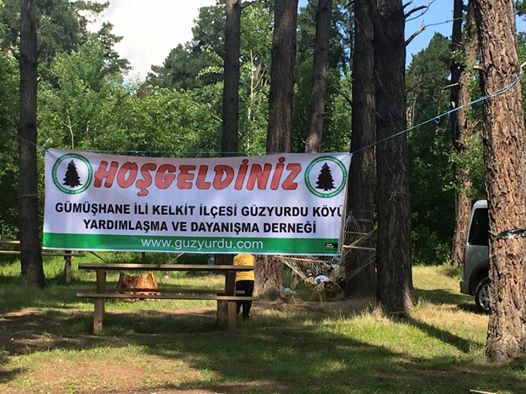 HOŞGELDİNİZ
GÜMÜŞHANE İLİ KELKİT İLÇESİ GÜZYURDU KÖYÜ
YARDIMLAŞMA VE DAYANIŞMA DERNEĞİ
www.guzyurdu.com